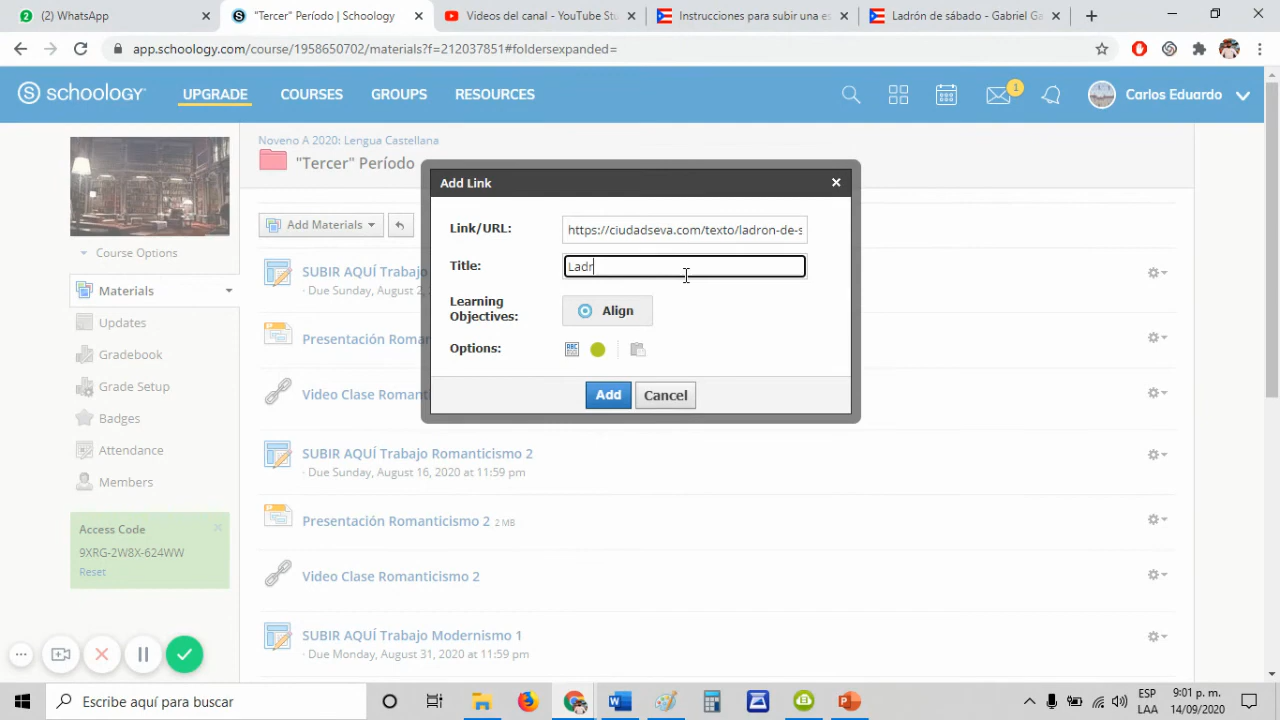 WhatsApp
"Tercer" Período | Schoology
Videos del canal - YouTube Stu
Instrucciones para subir una es
Ladrón de sábado - Gabriel Ga
app.schoology.com/course/1958650702/materials?f=212037851#foldersexpanded=
S schoology
UPGRADE
COURSES
GROUPS
RESOURCES
1
Carlos Eduardo
Noveno A 2020: Lengua Castellana
"Tercer" Período
Course Options
Materials
Updates
Gradebook
Grade Setup
Badges
Attendance
Members
Access Code
9XRG-2W8X-624WW
Reset
Add Materials
SUBIR AQUÍ Trabajo
· Due Sunday, August 2,
Presentación Roma
Video Clase Roman
SUBIR AQUÍ Trabajo Romanticismo 2
· Due Sunday, August 16, 2020 at 11:59 pm
Presentación Romanticismo 2 2 MB
Video Clase Romanticismo 2
SUBIR AQUÍ Trabajo Modernismo 1
· Due Monday, August 31, 2020 at 11:59 pm
Add Link
Link/URL:
https://ciudadseva.com/texto/ladron-de-s
Title:
Ladr
Learning
Objectives:
Align
Options:
Add
Cancel
Escribe aquí para buscar
ESP
LAA
9:01 p. m.
14/09/2020